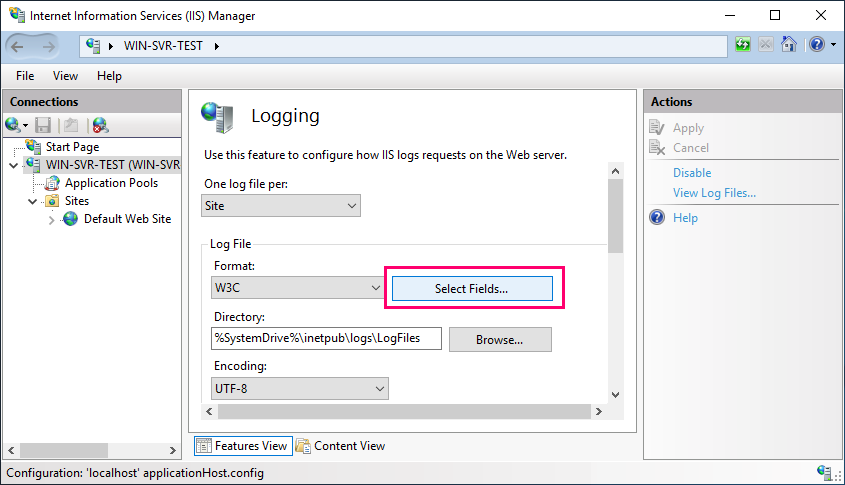 Internet Information Services (IIS) Manager
WIN-SVR-TEST
File View Help
Connections
Start Page
WIN-SVR-TEST (WIN-SVR
Application Pools
Sites
Default Web Site
Logging
Use this feature to configure how IIS logs requests on the Web server.
One log file per:
Site
Log File
Format:
W3C
Select Fields...
Directory:
%SystemDrive%\inetpub\logs\LogFiles
Browse...
Encoding:
UTF-8
Features View
Content View
Actions
Apply
Cancel
Disable
View Log Files...
Help
Configuration: 'localhost' applicationHost.config